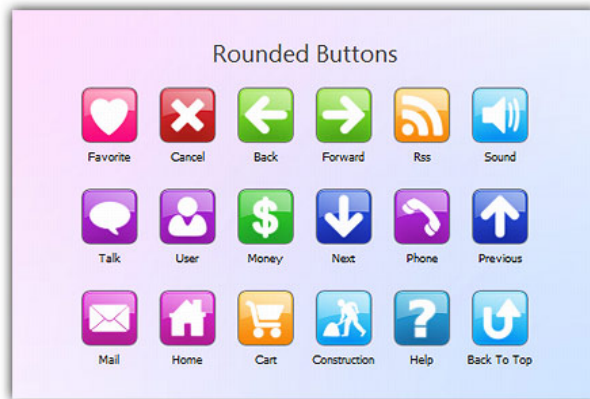 Rounded Buttons
Favorite Cancel Back Forward Rss Sound
Talk User Money Next Phone Previous
Mail Home Cart Construction Help Back To Top